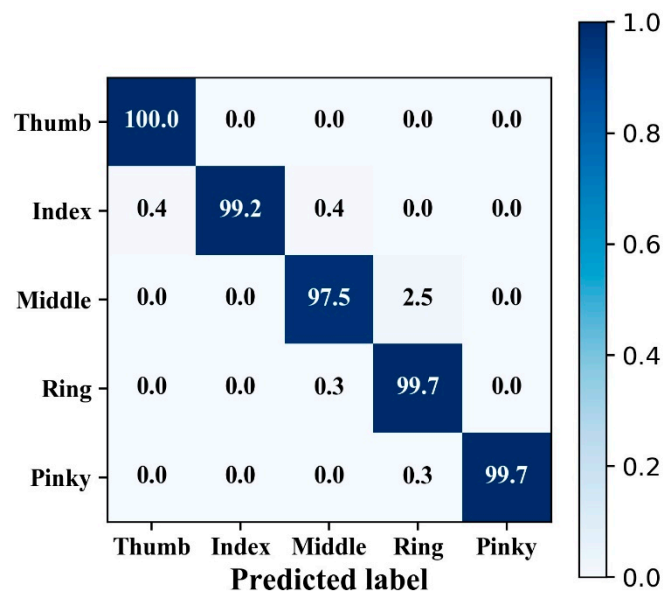 1.0
Thumb 100.0 0.0 0.0 0.0 0.0
0.8
Index 0.4 99.2 0.4 0.0 0.0
0.6
Middle 0.0 0.0 97.5 2.5 0.0
0.4
Ring 0.0 0.0 0.3 99.7 0.0
0.2
Pinky 0.0 0.0 0.0 0.3 99.7
Thumb Index Middle Ring Pinky
0.0
Predicted label